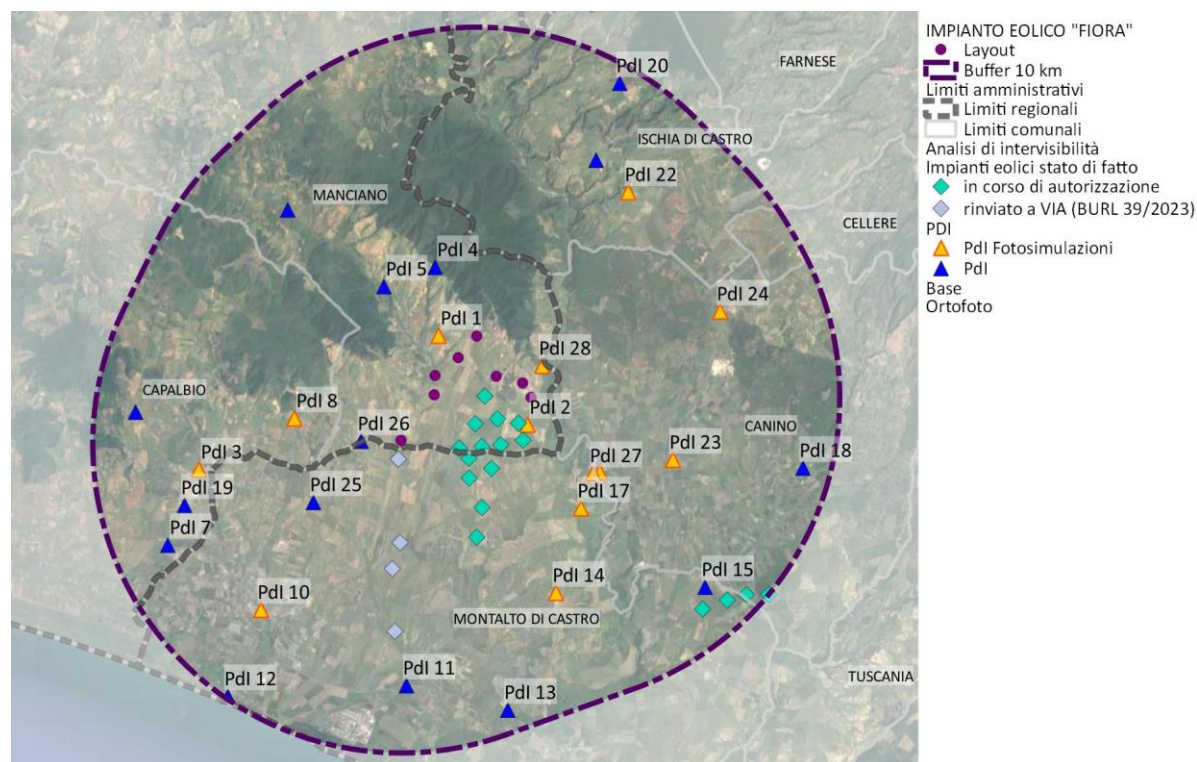 PdI 20
FARNESE
ISCHIA DI CASTRO
PdI 22
MANCIANO
CELLERE
PdI 4
PdI 5
PdI 24
PdI 1
PdI 28
CAPALBIO
PdI 8
PdI 2
PdI 26
CANINO
PdI 3
PdI 27
PdI 23
PdI 18
PdI 19
PdI 25
PdI 17
PdI 7
PdI 14
PdI 15
PdI 10
MONTALTO DI CASTRO
PdI 12
PdI 11
PdI 13
TUSCANIA
IMPIANTO EOLICO "FIORA"
Layout
Buffer 10 km
Limiti amministrativi
Limiti regionali
Limiti comunali
Analisi di intervisibilità
Impianti eolici stato di fatto
in corso di autorizzazione
rinviato a VIA (BURL 39/2023)
PDI
PdI Fotosimulazioni
PdI
Base
Ortofoto